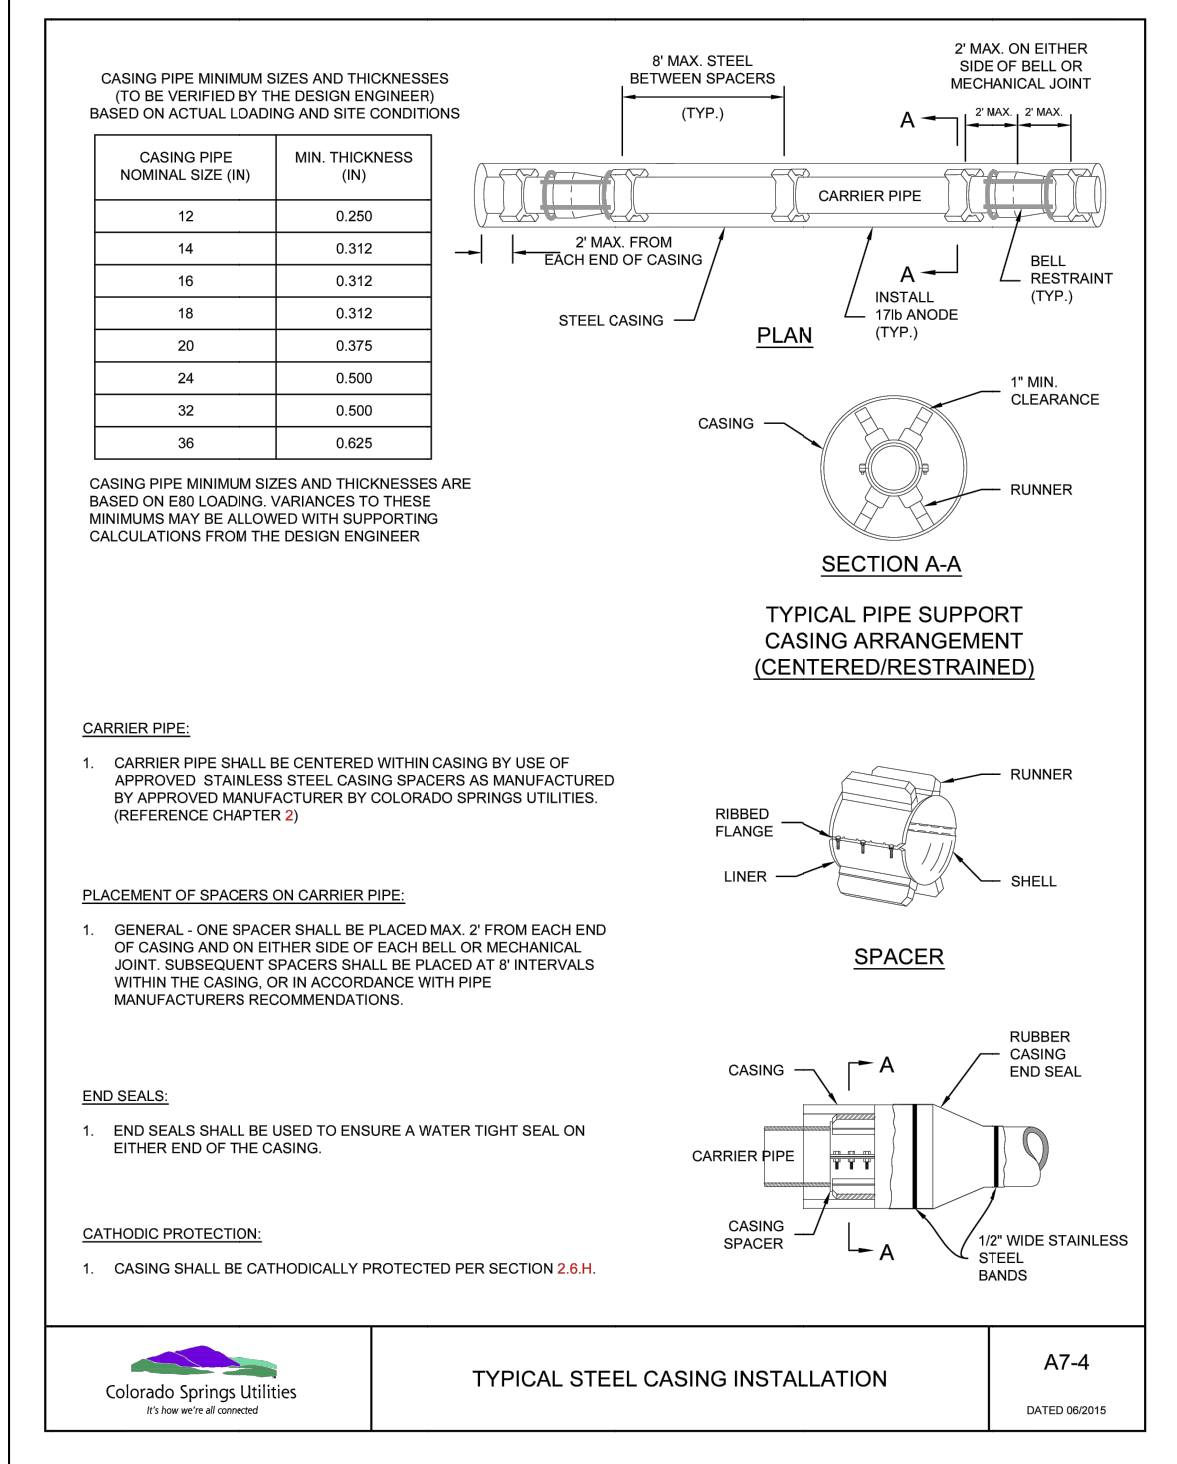 CASING PIPE MINIMUM SIZES AND THICKNESSES
(TO BE VERIFIED BY THE DESIGN ENGINEER)
BASED ON ACTUAL LOADING AND SITE CONDITIONS
CASING PIPE
NOMINAL SIZE (IN)
MIN. THICKNESS
(IN)
12 0.250
14 0.312
16 0.312
18 0.312
20 0.375
24 0.500
32 0.500
36 0.625
CASING PIPE MINIMUM SIZES AND THICKNESSES ARE
BASED ON E80 LOADING. VARIANCES TO THESE
MINIMUMS MAY BE ALLOWED WITH SUPPORTING
CALCULATIONS FROM THE DESIGN ENGINEER
8' MAX. STEEL
BETWEEN SPACERS
(TYP.)
2' MAX. ON EITHER
SIDE OF BELL OR
MECHANICAL JOINT
A
2' MAX. 2' MAX.
CARRIER PIPE
2' MAX. FROM
EACH END OF CASING
STEEL CASING
A
INSTALL
17lb ANODE
(TYP.)
BELL
RESTRAINT
(TYP.)
PLAN
1" MIN.
CLEARANCE
CASING
RUNNER
SECTION A-A
TYPICAL PIPE SUPPORT
CASING ARRANGEMENT
(CENTERED/RESTRAINED)
CARRIER PIPE:
1. CARRIER PIPE SHALL BE CENTERED WITHIN CASING BY USE OF
APPROVED STAINLESS STEEL CASING SPACERS AS MANUFACTURED
BY APPROVED MANUFACTURER BY COLORADO SPRINGS UTILITIES.
(REFERENCE CHAPTER 2)
PLACEMENT OF SPACERS ON CARRIER PIPE:
1. GENERAL - ONE SPACER SHALL BE PLACED MAX. 2' FROM EACH END
OF CASING AND ON EITHER SIDE OF EACH BELL OR MECHANICAL
JOINT. SUBSEQUENT SPACERS SHALL BE PLACED AT 8' INTERVALS
WITHIN THE CASING, OR IN ACCORDANCE WITH PIPE
MANUFACTURERS RECOMMENDATIONS.
END SEALS:
1. END SEALS SHALL BE USED TO ENSURE A WATER TIGHT SEAL ON
EITHER END OF THE CASING.
CATHODIC PROTECTION:
1. CASING SHALL BE CATHODICALLY PROTECTED PER SECTION 2.6.H.
RUNNER
RIBBED
FLANGE
LINER
SHELL
SPACER
RUBBER
CASING
END SEAL
CASING
A
CARRIER PIPE
CASING
SPACER
A
1/2" WIDE STAINLESS
STEEL
BANDS
Colorado Springs Utilities
It's how we're all connected
TYPICAL STEEL CASING INSTALLATION
A7-4
DATED 06/2015